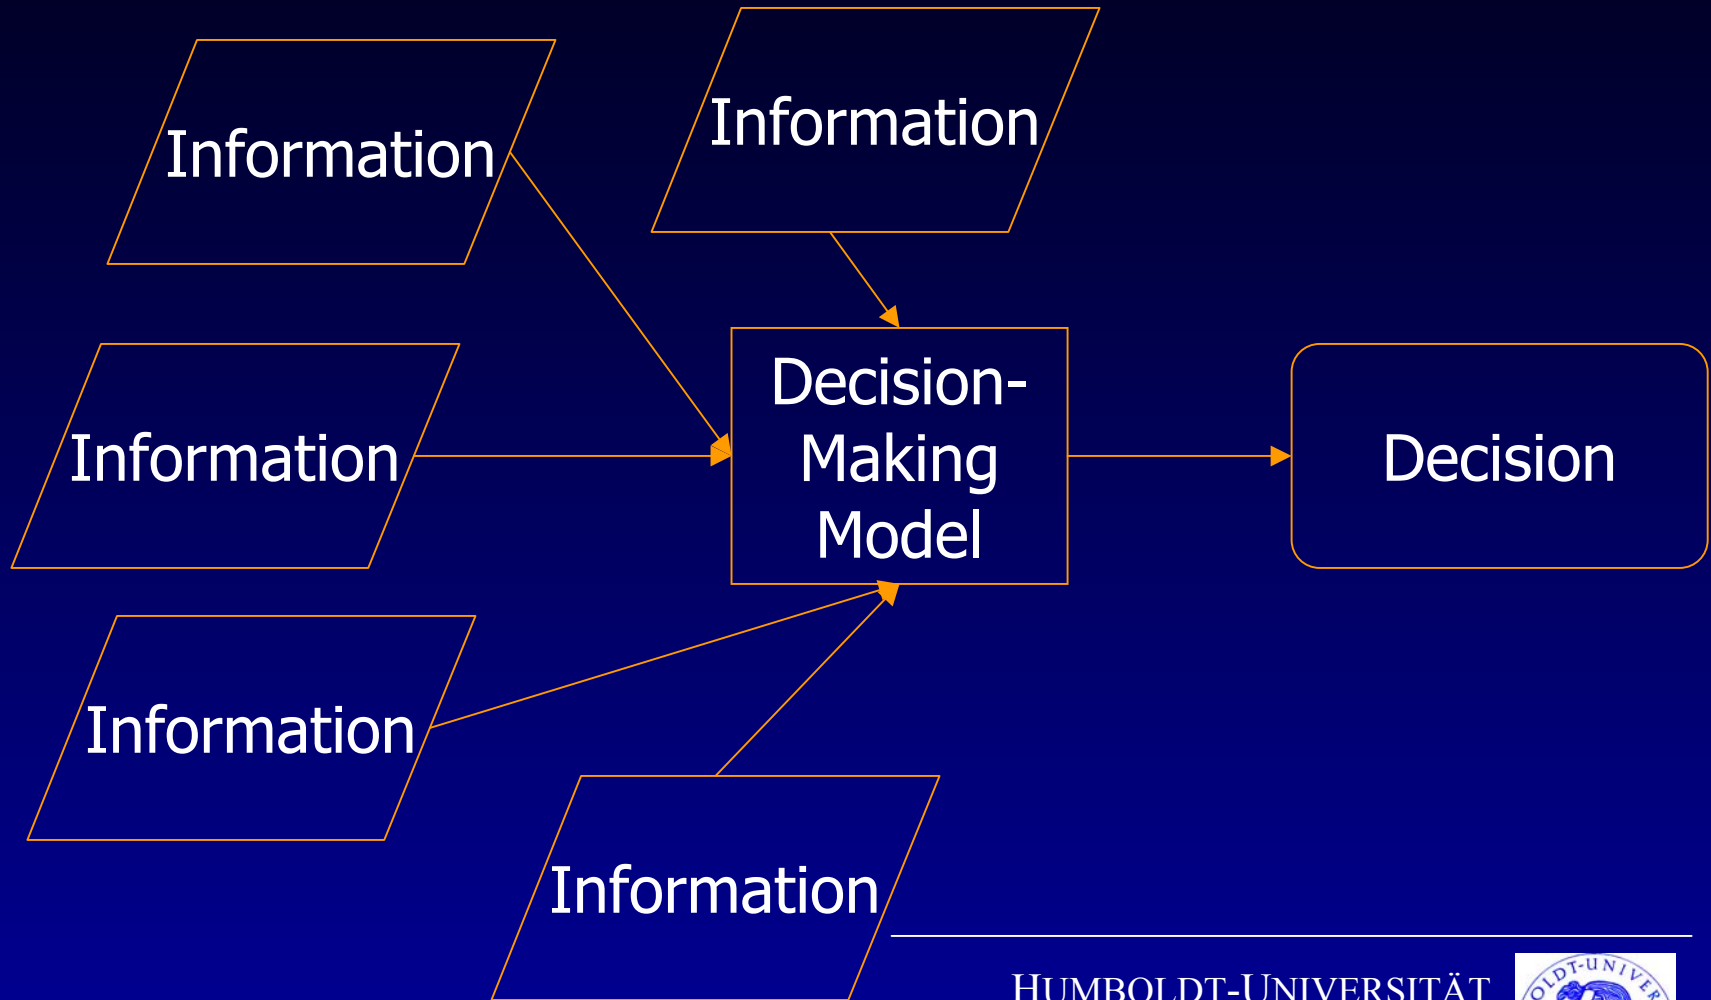 Information
Information
Information
Decision-
Making
Model
Decision
Information
Information
HUMBOLDT-UNIVERSITÄT